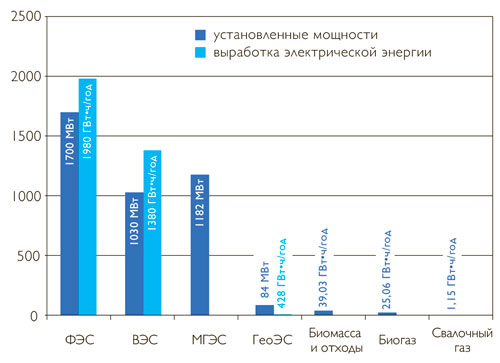 2500
2000
1500
1000
500
0
установленные мощности
выработка электрической энергии
1700 МВт
1980 ГВт•ч/год
1030 МВт
1380 ГВт•ч/год
1182 МВт
84 МВт
428 ГВт•ч/год
39,03 ГВт•ч/год
25,06 ГВт•ч/год
1,15 ГВт•ч/год
ФЭС
ВЭС
МГЭС
ГеоЭС
Биомасса
и отходы
Биогаз
Свалочный
газ